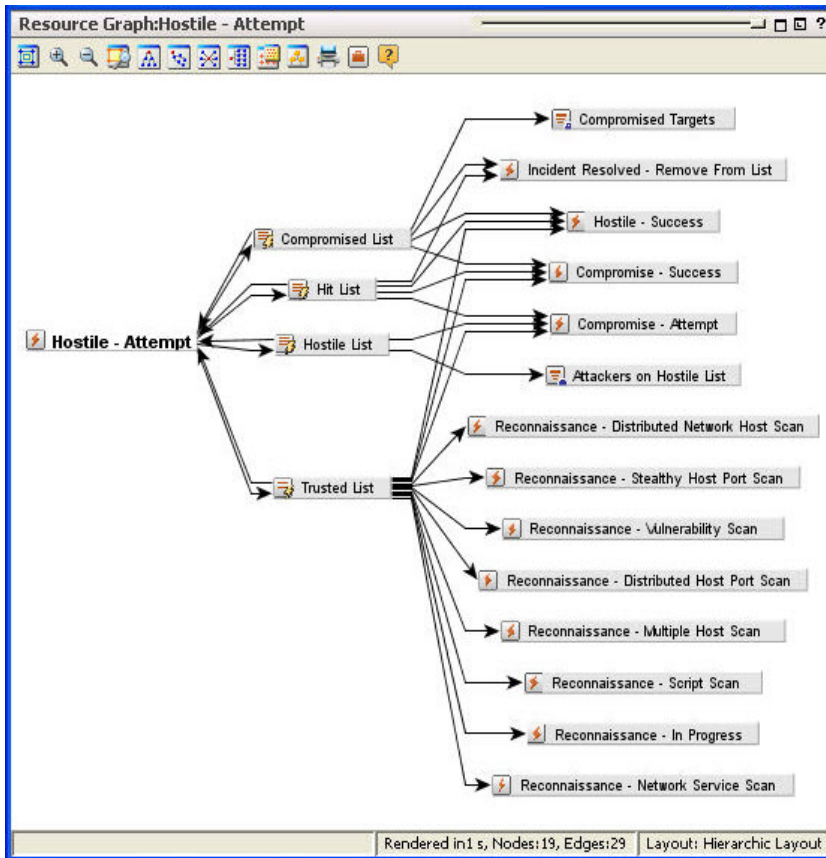 Resource Graph:Hostile - Attempt
Compromised Targets
Incident Resolved - Remove From List
Hostile - Success
Compromised List
Compromise - Success
Hit List
Compromise - Attempt
Hostile - Attempt
Hostile List
Attackers on Hostile List
Reconnaissance - Distributed Network Host Scan
Reconnaissance - Stealthy Host Port Scan
Trusted List
Reconnaissance - Vulnerability Scan
Reconnaissance - Distributed Host Port Scan
Reconnaissance - Multiple Host Scan
Reconnaissance - Script Scan
Reconnaissance - In Progress
Reconnaissance - Network Service Scan
Rendered in1 s, Nodes:19, Edges:29
Layout: Hierarchic Layout